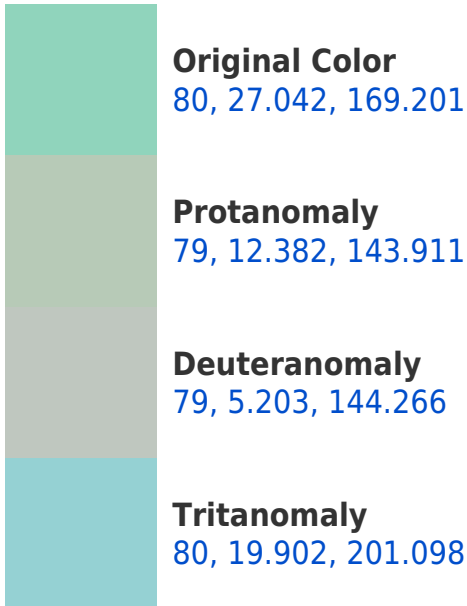 Original Color
80, 27.042, 169.201
Protanomaly
79, 12.382, 143.911
Deuteranomaly
79, 5.203, 144.266
Tritanomaly
80, 19.902, 201.098